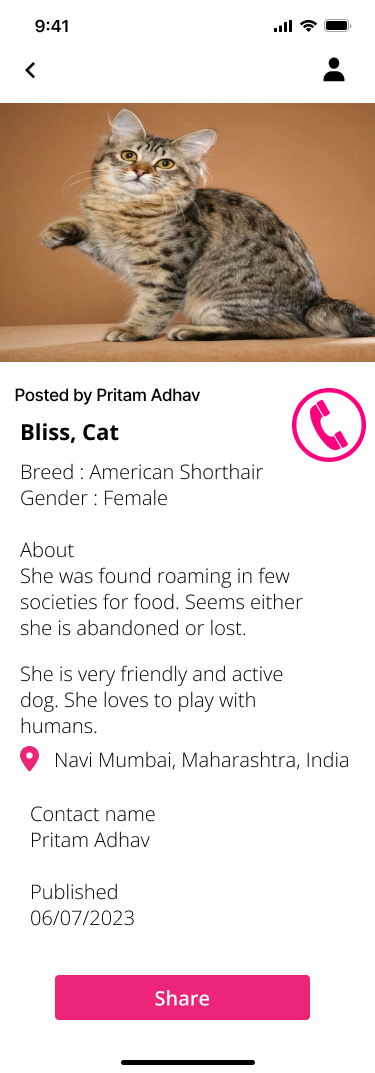 9:41
Posted by Pritam Adhav
Bliss, Cat
Breed : American Shorthair
Gender : Female
About
She was found roaming in few
societies for food. Seems either
she is abandoned or lost.
She is very friendly and active
dog. She loves to play with
humans.
Navi Mumbai, Maharashtra, India
Contact name
Pritam Adhav
Published
06/07/2023
Share